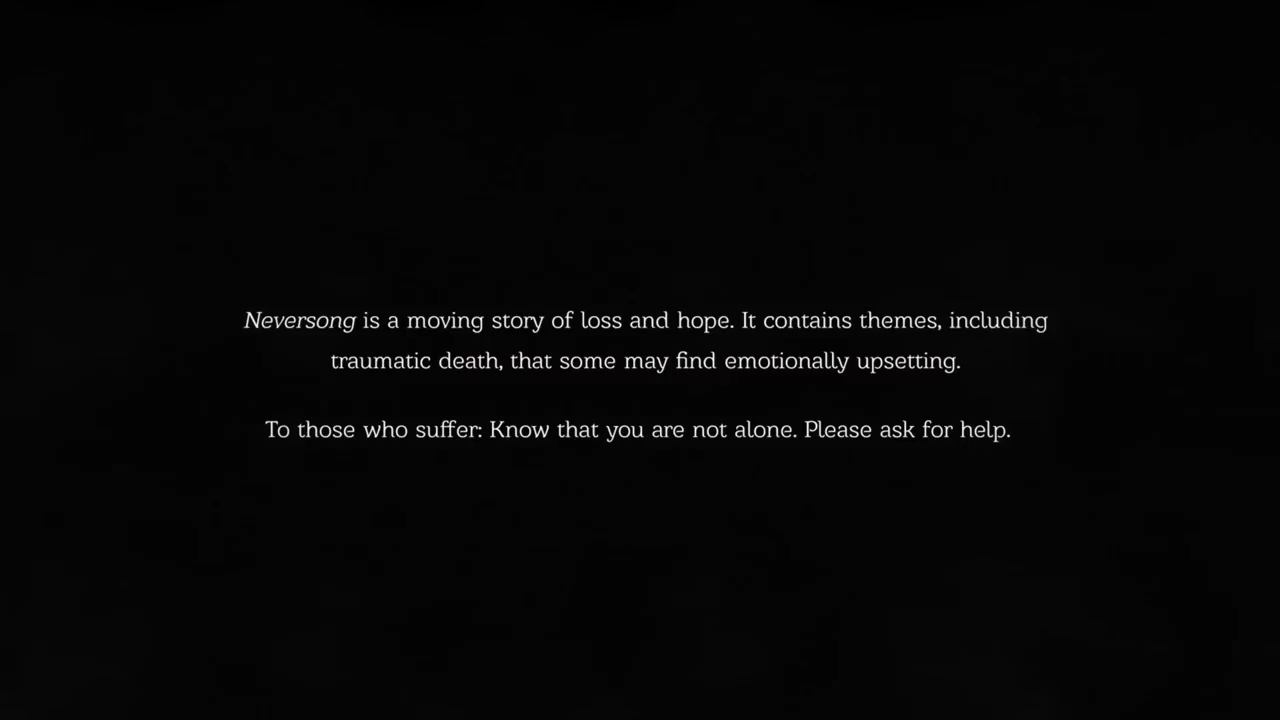 Neversong is a moving story of loss and hope. It contains themes, including
traumatic death, that some may find emotionally upsetting.
To those who suffer: Know that you are not alone. Please ask for help.